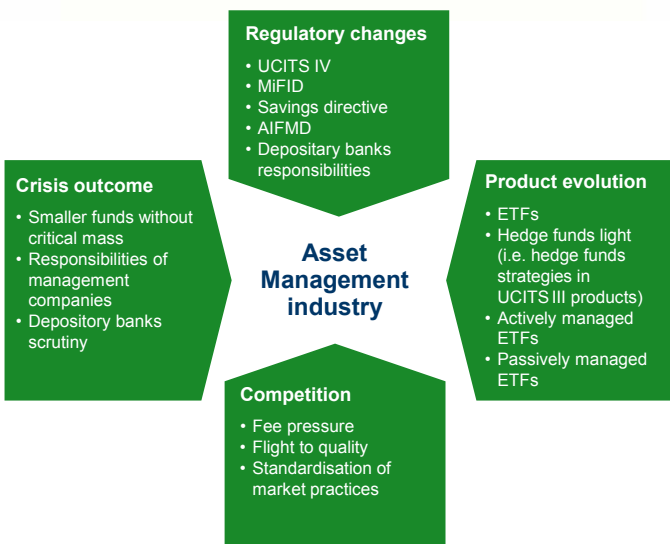 Regulatory changes
• UCITS IV
• MiFID
• Savings directive
• AIFMD
• Depositary banks
responsibilities
Crisis outcome
• Smaller funds without
critical mass
• Responsibilities of
management
companies
• Depository banks
scrutiny
Asset
Management
industry
Product evolution
• ETFs
• Hedge funds light
(i.e. hedge funds
strategies in
UCITS III products)
• Actively managed
ETFs
• Passively managed
ETFs
Competition
• Fee pressure
• Flight to quality
• Standardisation of
market practices